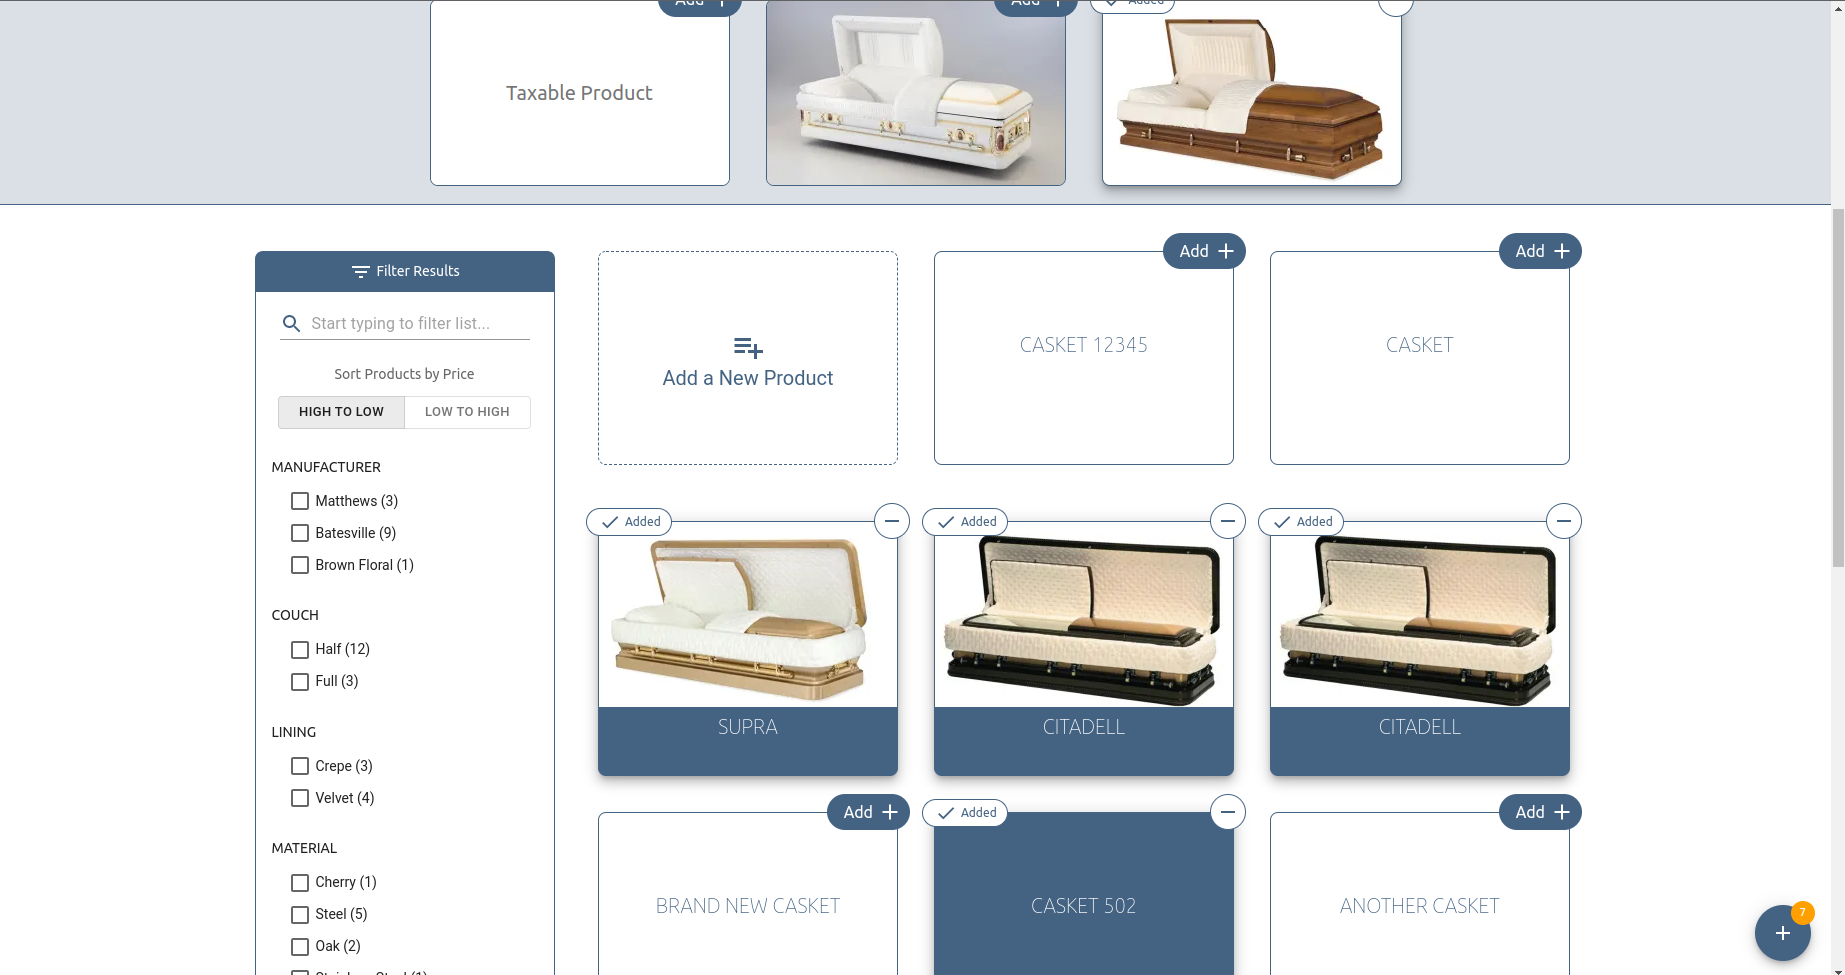 Add
Add
Added
Taxable Product
Filter Results
Start typing to filter list...
Sort Products by Price
HIGH TO LOW
LOW TO HIGH
MANUFACTURER
Matthews (3)
Batesville (9)
Brown Floral (1)
COUCH
Half (12)
Full (3)
LINING
Crepe (3)
Velvet (4)
MATERIAL
Cherry (1)
Steel (5)
Oak (2)
Stainless Steel (1)
Add a New Product
Add
CASKET 12345
Add
CASKET
Added
SUPRA
Added
CITADELL
Added
CITADELL
Add
BRAND NEW CASKET
Added
CASKET 502
Add
ANOTHER CASKET
7